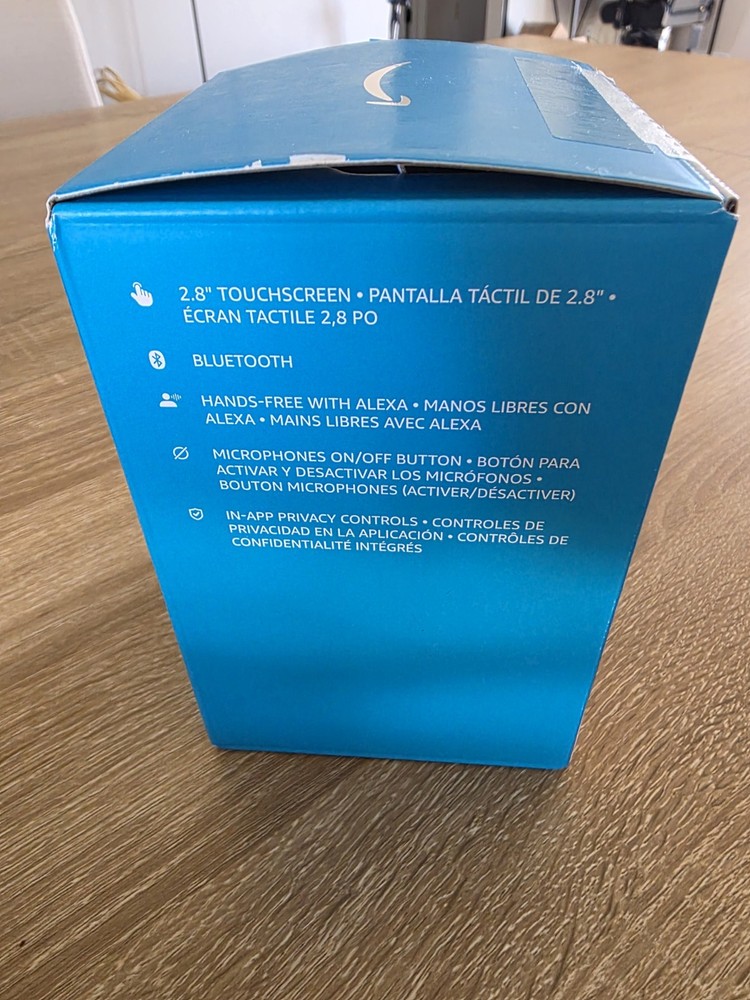 2.8" TOUCHSCREEN • PANTALLA TÁCTIL DE 2.8" •
ÉCRAN TACTILE 2,8 PO
BLUETOOTH
HANDS-FREE WITH ALEXA • MANOS LIBRES CON
ALEXA • MAINS LIBRES AVEC ALEXA
MICROPHONES ON/OFF BUTTON • BOTÓN PARA
ACTIVAR Y DESACTIVAR LOS MICRÓFONOS •
BOUTON MICROPHONES (ACTIVER/DÉSACTIVER)
IN-APP PRIVACY CONTROLS • CONTROLES DE
PRIVACIDAD EN LA APLICACIÓN • CONTRÔLES DE
CONFIDENTIALITÉ INTÉGRÉS